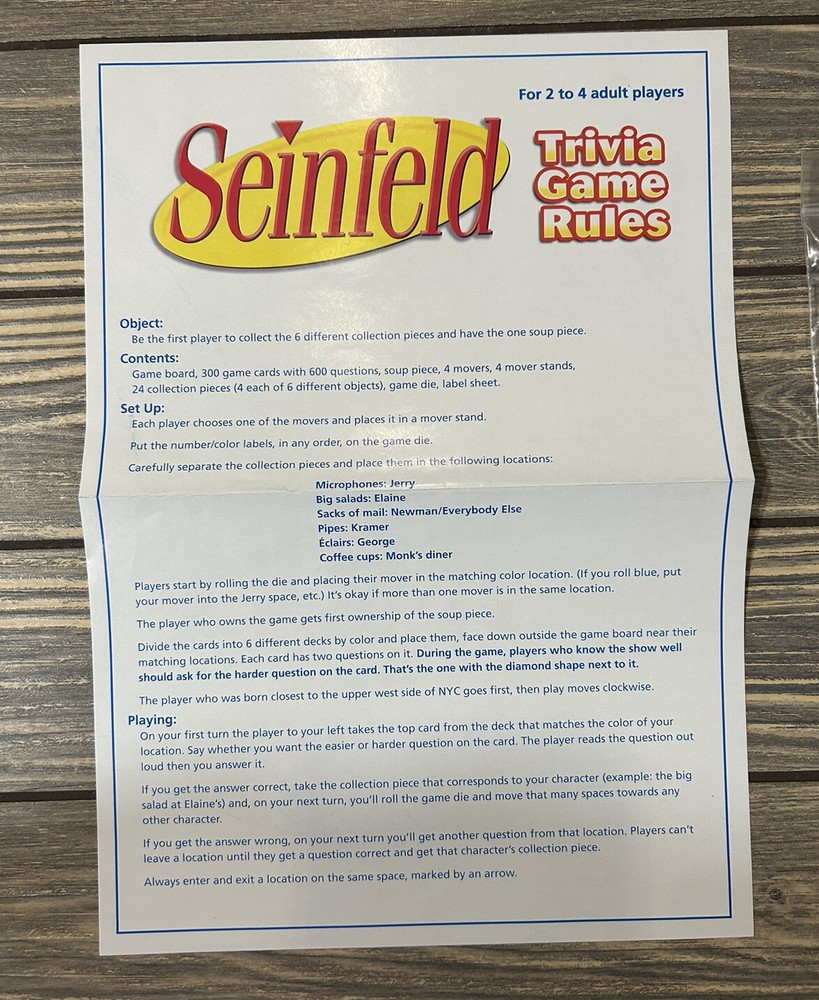 For 2 to 4 adult players
Seinfeld
Trivia
Game
Rules
Object:
Be the first player to collect the 6 different collection pieces and have the one soup piece.
Contents:
Game board, 300 game cards with 600 questions, soup piece, 4 movers, 4 mover stands,
24 collection pieces (4 each of 6 different objects), game die, label sheet.
Set Up:
Each player chooses one of the movers and places it in a mover stand.
Put the number/color labels, in any order, on the game die.
Carefully separate the collection pieces and place them in the following locations:
Microphones: Jerry
Big salads: Elaine
Sacks of mail: Newman/Everybody Else
Pipes: Kramer
Éclairs: George
Coffee cups: Monk's diner
Players start by rolling the die and placing their mover in the matching color location. (If you roll blue, put
your mover into the Jerry space, etc.) It's okay if more than one mover is in the same location.
The player who owns the game gets first ownership of the soup piece.
Divide the cards into 6 different decks by color and place them, face down outside the game board near their
matching locations. Each card has two questions on it. During the game, players who know the show well
should ask for the harder question on the card. That's the one with the diamond shape next to it.
The player who was born closest to the upper west side of NYC goes first, then play moves clockwise.
Playing:
On your first turn the player to your left takes the top card from the deck that matches the color of your
location. Say whether you want the easier or harder question on the card. The player reads the question out
loud then you answer it.
If you get the answer correct, take the collection piece that corresponds to your character (example: the big
salad at Elaine's) and, on your next turn, you'll roll the game die and move that many spaces towards any
other character.
If you get the answer wrong, on your next turn you'll get another question from that location. Players can't
leave a location until they get a question correct and get that character's collection piece.
Always enter and exit a location on the same space, marked by an arrow.